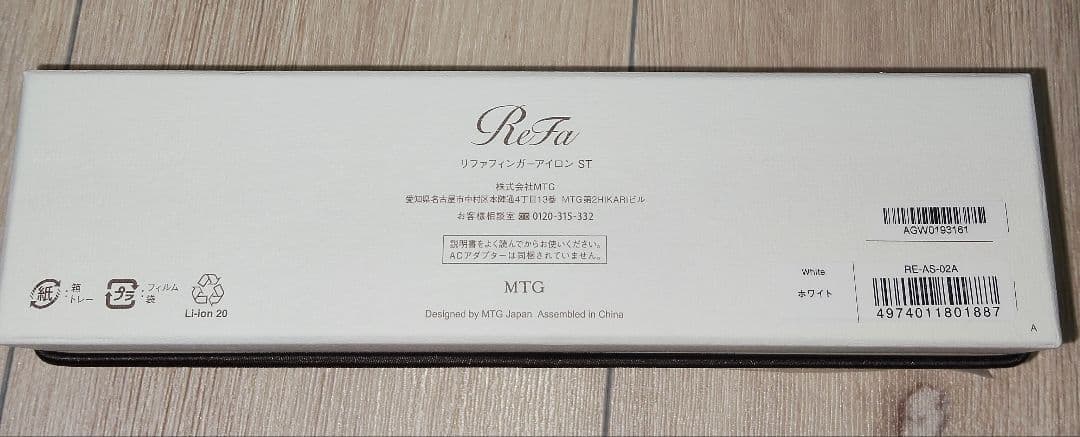 ReFa
リファフィンガーアイロン ST
株式会社MTG
愛知県名古屋市中村区本陣通4丁目13番 MTG第2HIKARIビル
お客様相談室 0120-315-332
説明書をよく読んでからお使いください。
ACアダプターは同梱されていません。
MTG
Designed by MTG Japan Assembled in China
紙 :箱
トレー
プラ :フィルム
袋
Li-ion 20
AGW0193161
White
ホワイト
RE-AS-02A
4974011801887
A